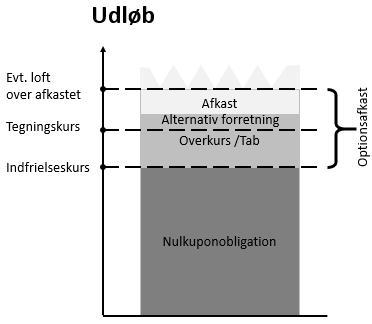 Udløb
Evt. loft
over afkastet
Tegningskurs
Indfrielseskurs
Afkast
Alternativ forretning
Overkurs /Tab
Nulkuponobligation
Optionsafkast